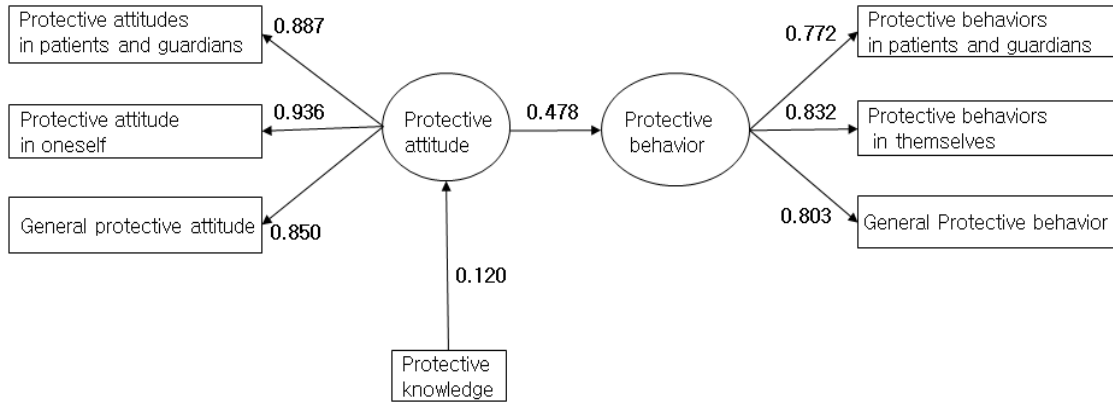 Protective attitudes
in patients and guardians
0.887
Protective attitude
in oneself
0.936
General protective attitude
0.850
Protective
attitude
0.478
Protective
behavior
0.120
Protective
knowledge
0.772
Protective behaviors
in patients and guardians
0.832
Protective behaviors
in themselves
0.803
General Protective behavior